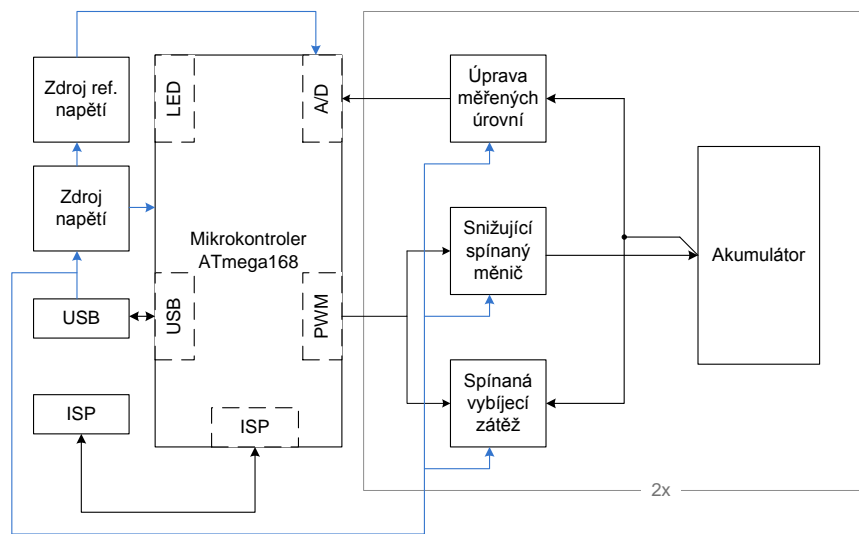 Zdroj ref.
napětí
Zdroj
napětí
USB
ISP
LED
A/D
Mikrokontroler
ATmega168
USB
PWM
ISP
Úprava
měřených
úrovní
Snižující
spínaný
měnič
Spínaná
vybíjecí
zátěž
Akumulátor
2x